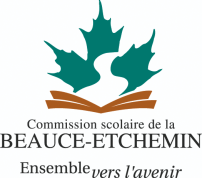 Commission scolaire de la
BEAUCE-ETCHEMIN
Ensemble vers l'avenir